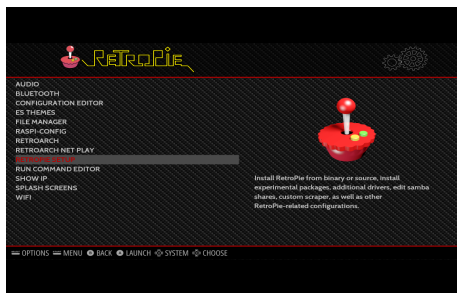 RetroPie
AUDIO
BLUETOOTH
CONFIGURATION EDITOR
ES THEMES
FILE MANAGER
RASPI-CONFIG
RETROARCH
RETROARCH NET PLAY
RETROPIE SETUP
RUN COMMAND EDITOR
SHOW IP
SPLASH SCREENS
WIFI
Install RetroPie from binary or source, install
experimental packages, additional drivers, edit samba
shares, custom scraper, as well as other
RetroPie-related configurations.
OPTIONS MENU BACK LAUNCH SYSTEM CHOOSE